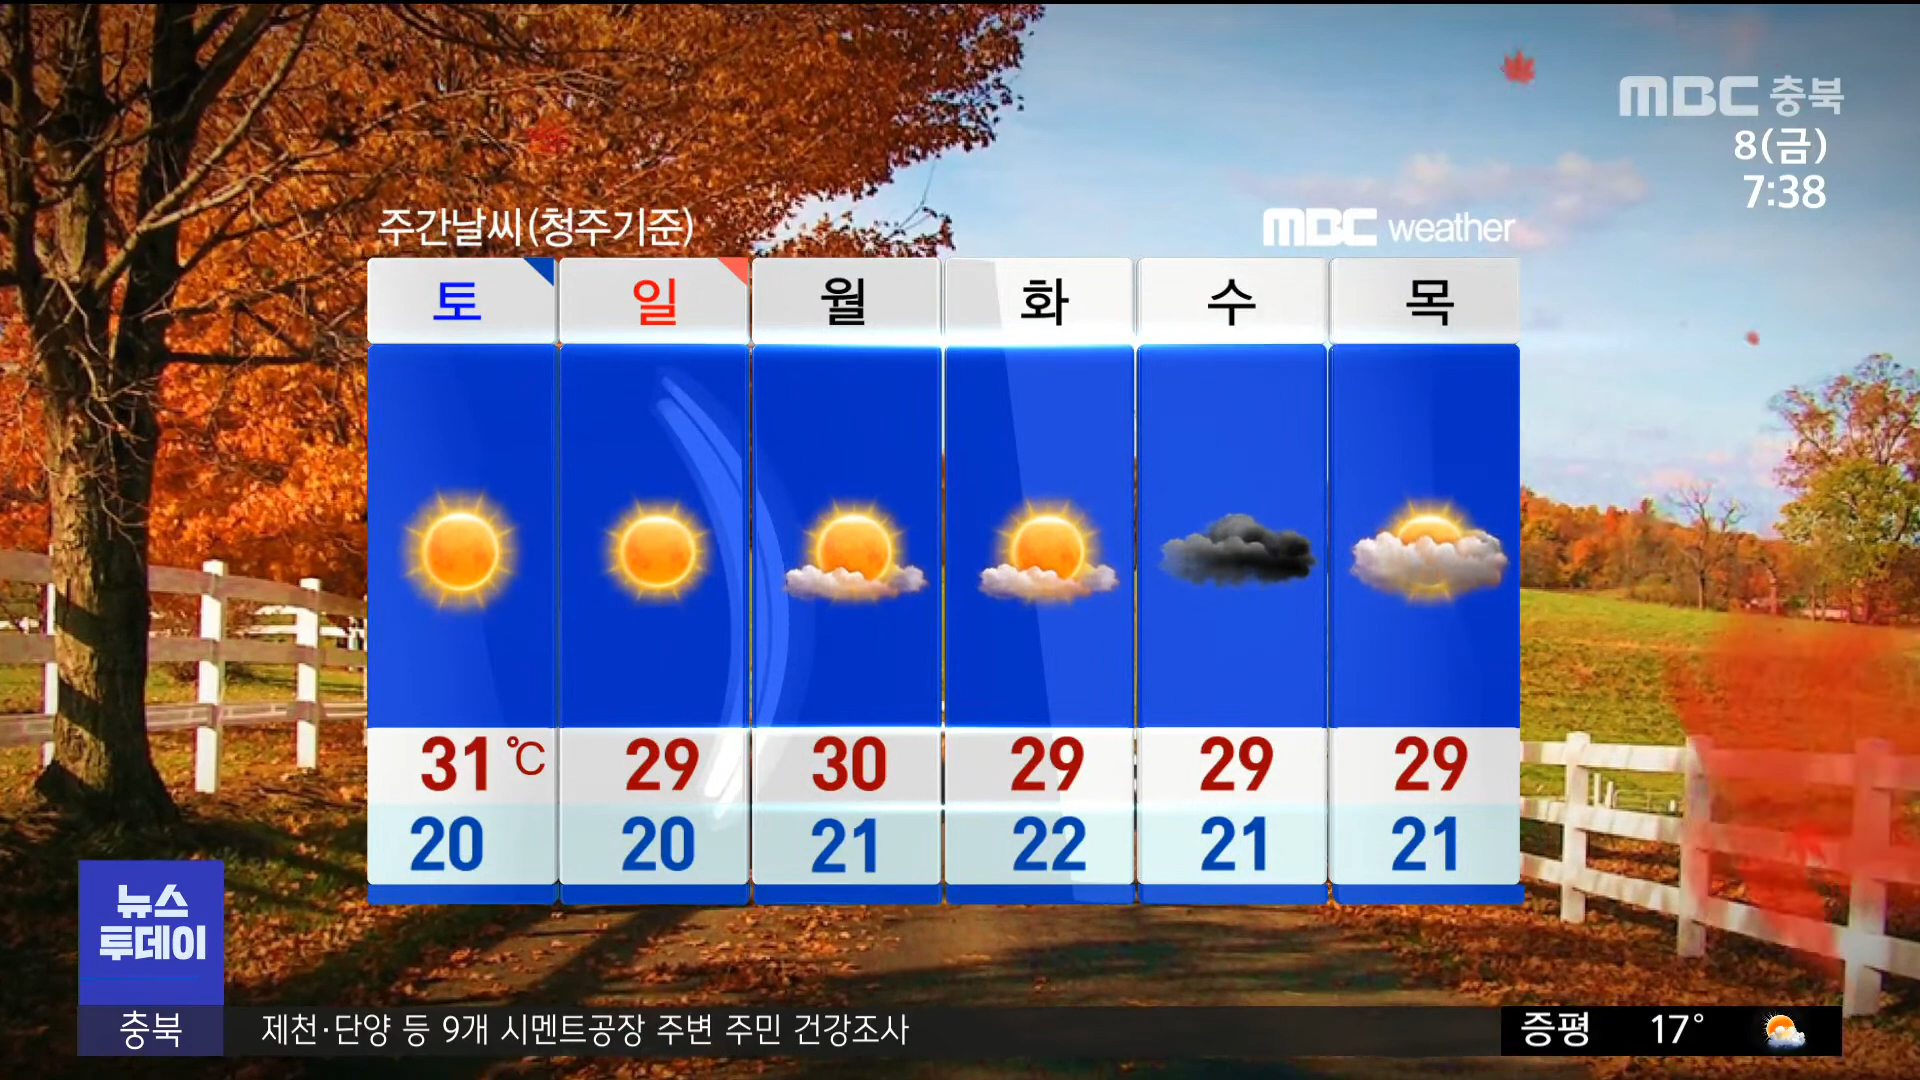 MBC 충북
8(금)
7:38
주간날씨(청주기준)
MBC weather
토 일 월 화 수 목
31℃ 29 30 29 29 29
20 20 21 22 21 21
뉴스
투데이
충북
제천·단양 등 9개 시멘트공장 주변 주민 건강조사
증평 17°